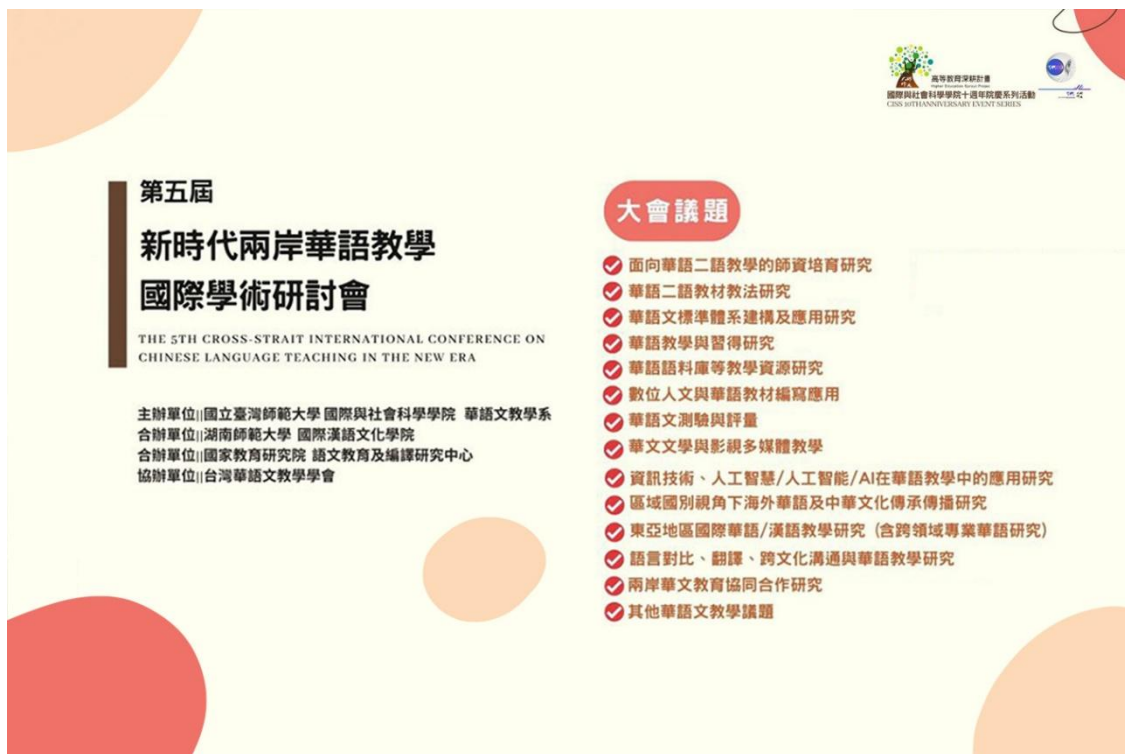 高等教育深耕計畫
Higher Education Sprout Project
國際與社會科學學院十週年院慶系列活動
CISS 10TH ANNIVERSARY EVENT SERIES
第五屆
新時代兩岸華語教學
國際學術研討會
THE 5TH CROSS-STRAIT INTERNATIONAL CONFERENCE ON
CHINESE LANGUAGE TEACHING IN THE NEW ERA
主辦單位||國立臺灣師範大學 國際與社會科學學院 華語文教學系
合辦單位||湖南師範大學 國際漢語文化學院
合辦單位||國家教育研究院 語文教育及編譯研究中心
協辦單位||台灣華語文教學學會
大會議題
面向華語二語教學的師資培育研究
華語二語教材教法研究
華語文標準體系建構及應用研究
華語教學與習得研究
華語語料庫等教學資源研究
數位人文與華語教材編寫應用
華語文測驗與評量
華文文學與影視多媒體教學
資訊技術、人工智慧/人工智能/AI在華語教學中的應用研究
區域國別視角下海外華語及中華文化傳承傳播研究
東亞地區國際華語/漢語教學研究 (含跨領域專業華語研究)
語言對比、翻譯、跨文化溝通與華語教學研究
兩岸華文教育協同合作研究
其他華語文教學議題